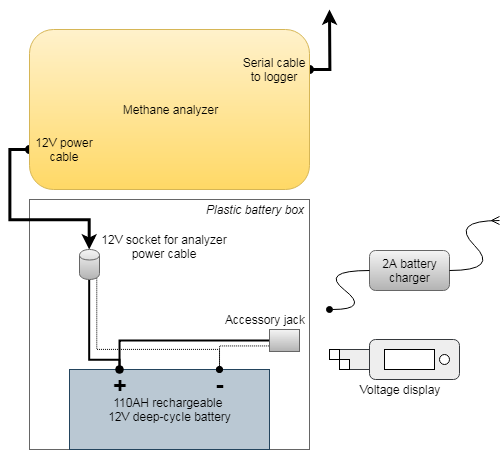 Serial cable
to logger
Methane analyzer
12V power
cable
Plastic battery box
12V socket for analyzer
power cable
2A battery
charger
Accessory jack
Voltage display
+ -
110AH rechargeable
12V deep-cycle battery